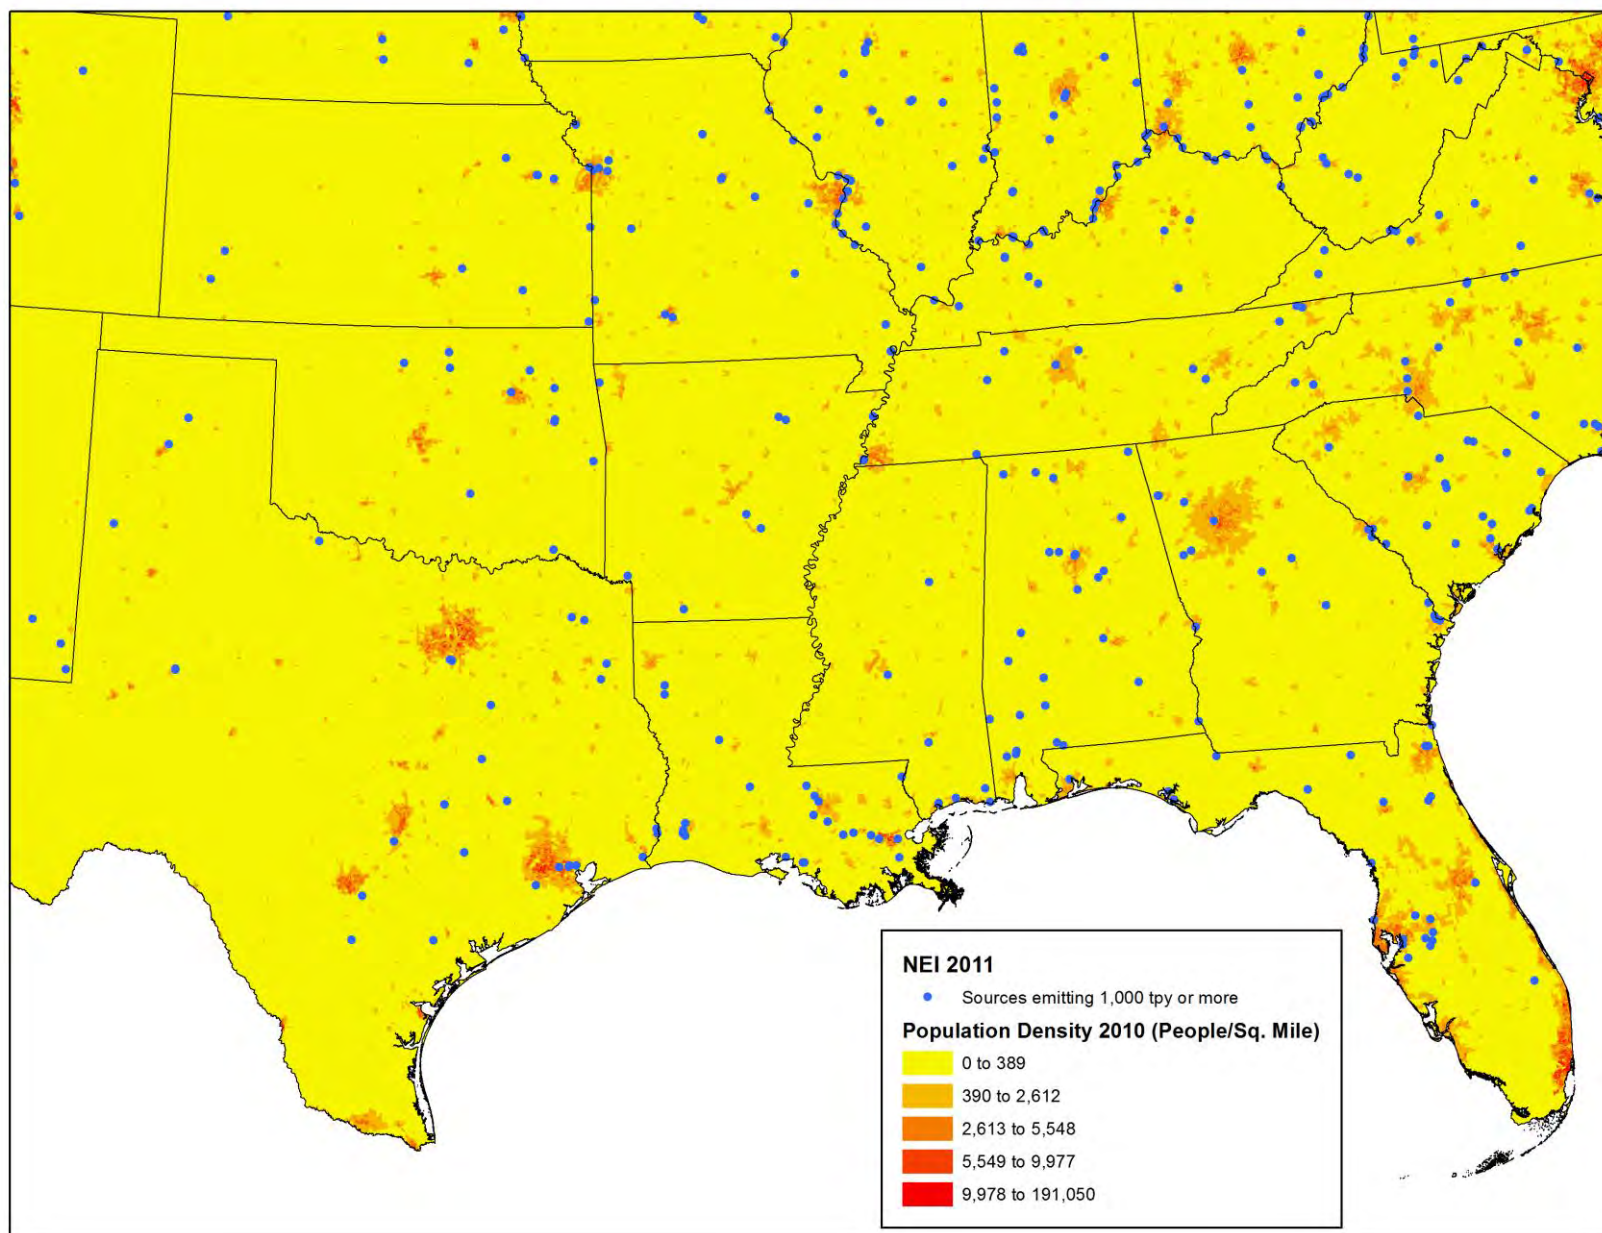 NEI 2011
Sources emitting 1,000 tpy or more
Population Density 2010 (People/Sq. Mile)
0 to 389
390 to 2,612
2,613 to 5,548
5,549 to 9,977
9,978 to 191,050